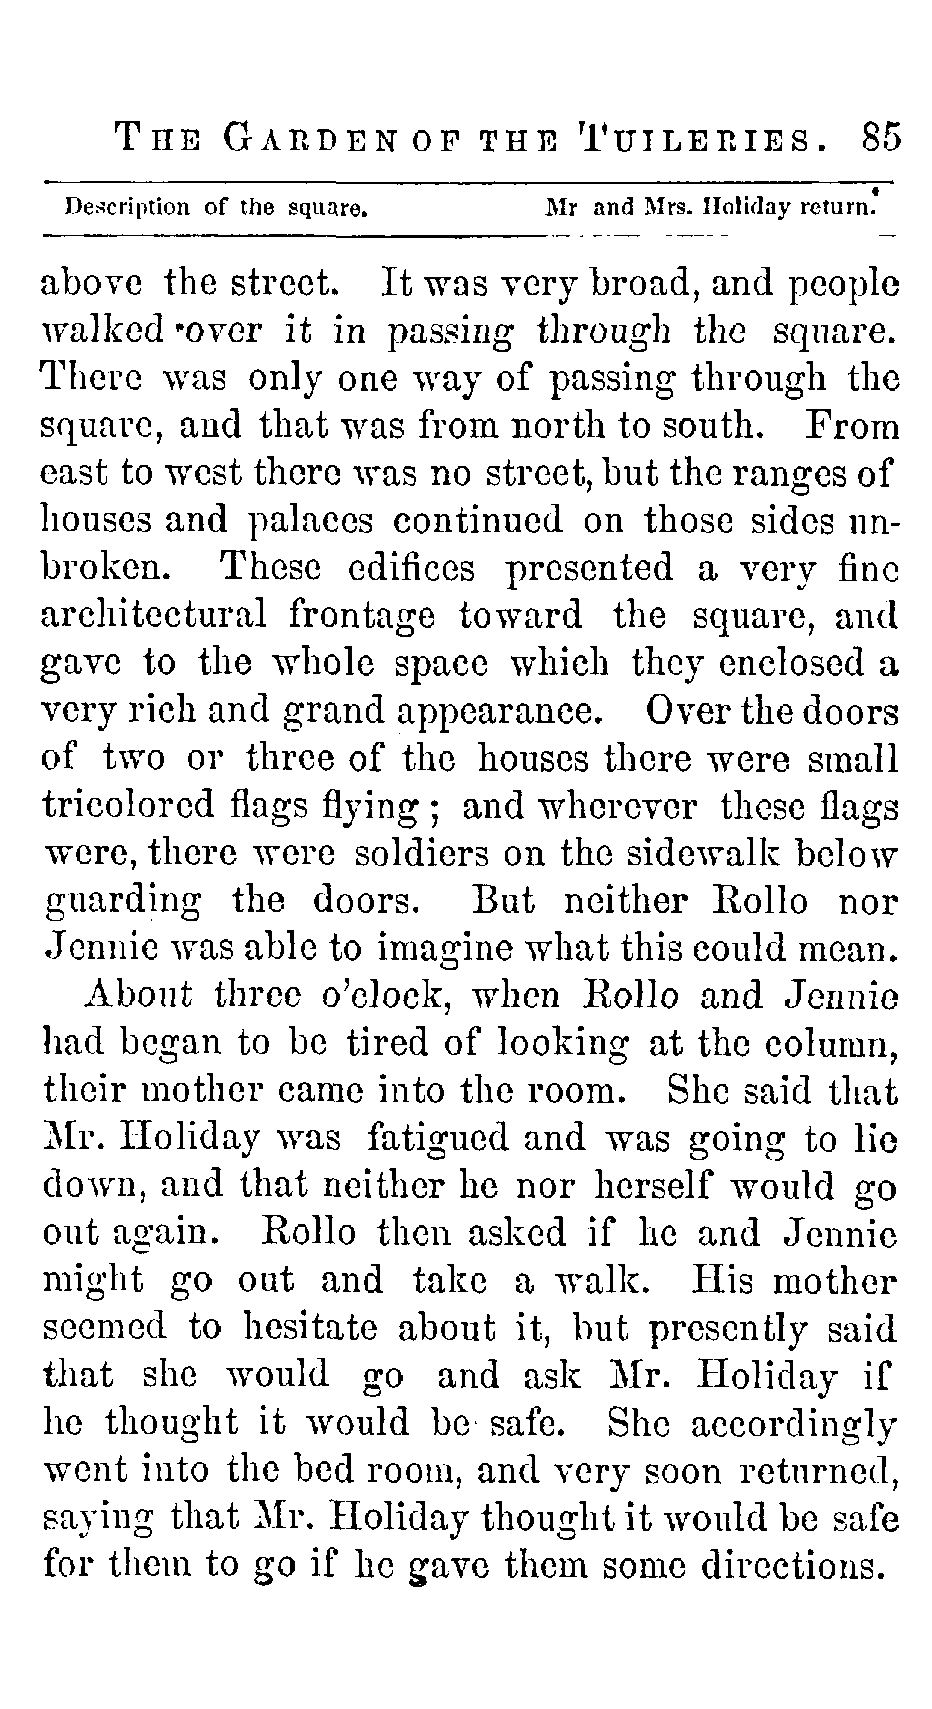 THE GARDEN OF THE TUILERIES. 85
Description of the square. Mr and Mrs. Holiday return.
above the street. It was very broad, and people
walked over it in passing through the square.
There was only one way of passing through the
square, and that was from north to south. From
east to west there was no street, but the ranges of
houses and palaces continued on those sides un-
broken. These edifices presented a very fine
architectural frontage toward the square, and
gave to the whole space which they enclosed a
very rich and grand appearance. Over the doors
of two or three of the houses there were small
tricolored flags flying; and wherever these flags
were, there were soldiers on the sidewalk below
guarding the doors. But neither Rollo nor
Jennie was able to imagine what this could mean.
About three o'clock, when Rollo and Jennie
had began to be tired of looking at the column,
their mother came into the room. She said that
Mr. Holiday was fatigued and was going to lie
down, and that neither he nor herself would go
out again. Rollo then asked if he and Jennie
might go out and take a walk. His mother
seemed to hesitate about it, but presently said
that she would go and ask Mr. Holiday if
he thought it would be safe. She accordingly
went into the bed room, and very soon returned,
saying that Mr. Holiday thought it would be safe
for them to go if he gave them some directions.